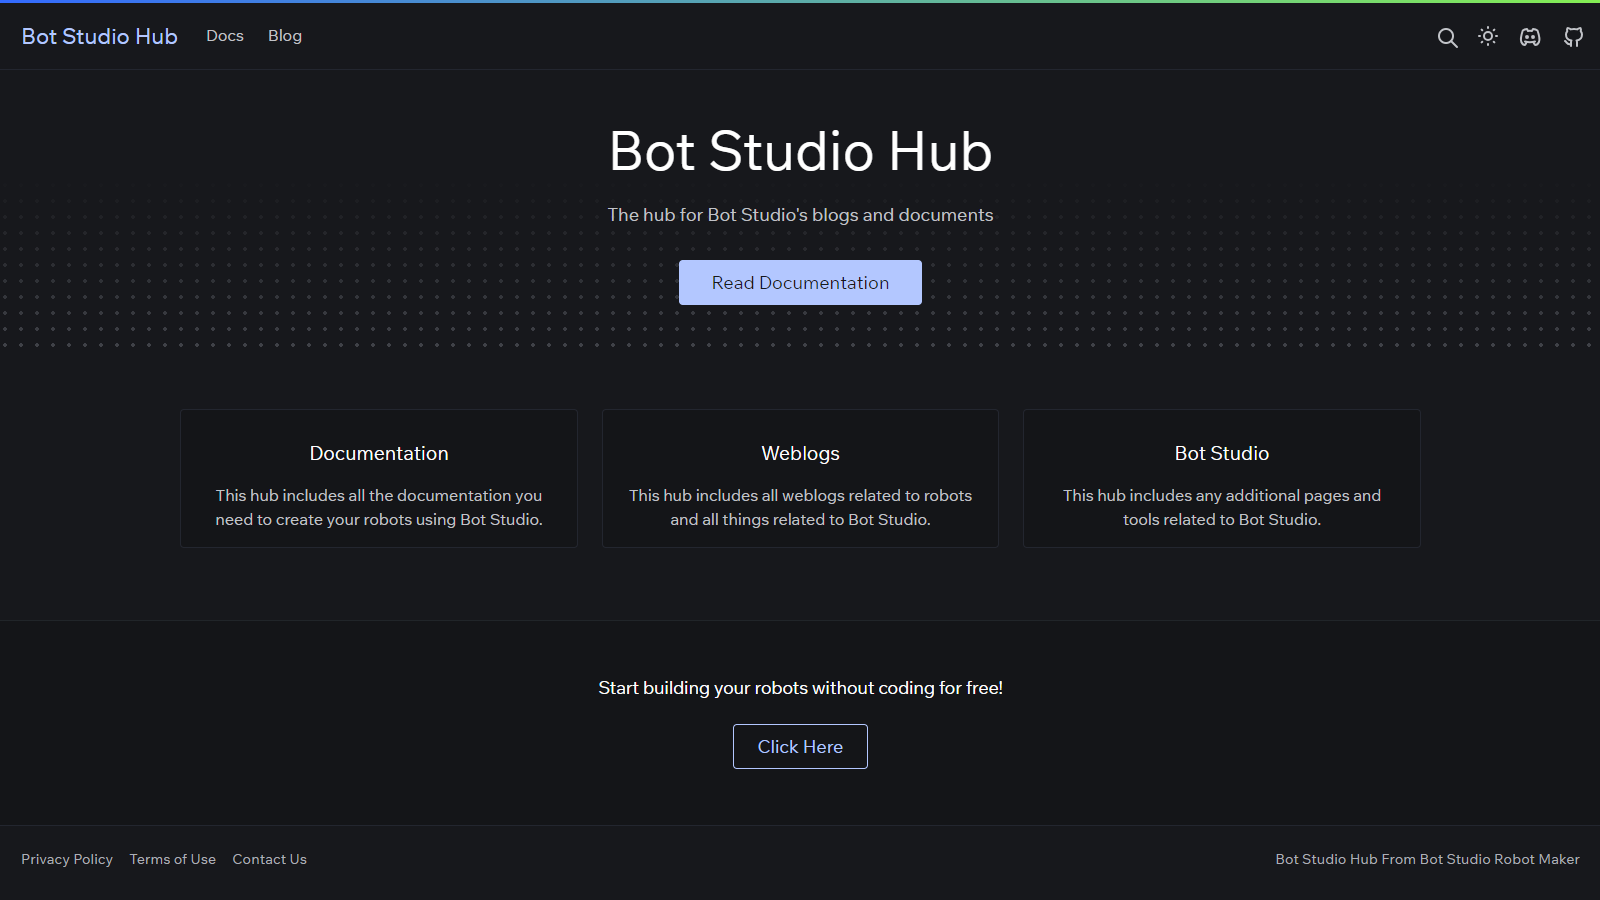 Bot Studio Hub Docs Blog
Bot Studio Hub
The hub for Bot Studio's blogs and documents
Read Documentation
Documentation
This hub includes all the documentation you
need to create your robots using Bot Studio.
Weblogs
This hub includes all weblogs related to robots
and all things related to Bot Studio.
Bot Studio
This hub includes any additional pages and
tools related to Bot Studio.
Start building your robots without coding for free!
Click Here
Privacy Policy Terms of Use Contact Us
Bot Studio Hub From Bot Studio Robot Maker